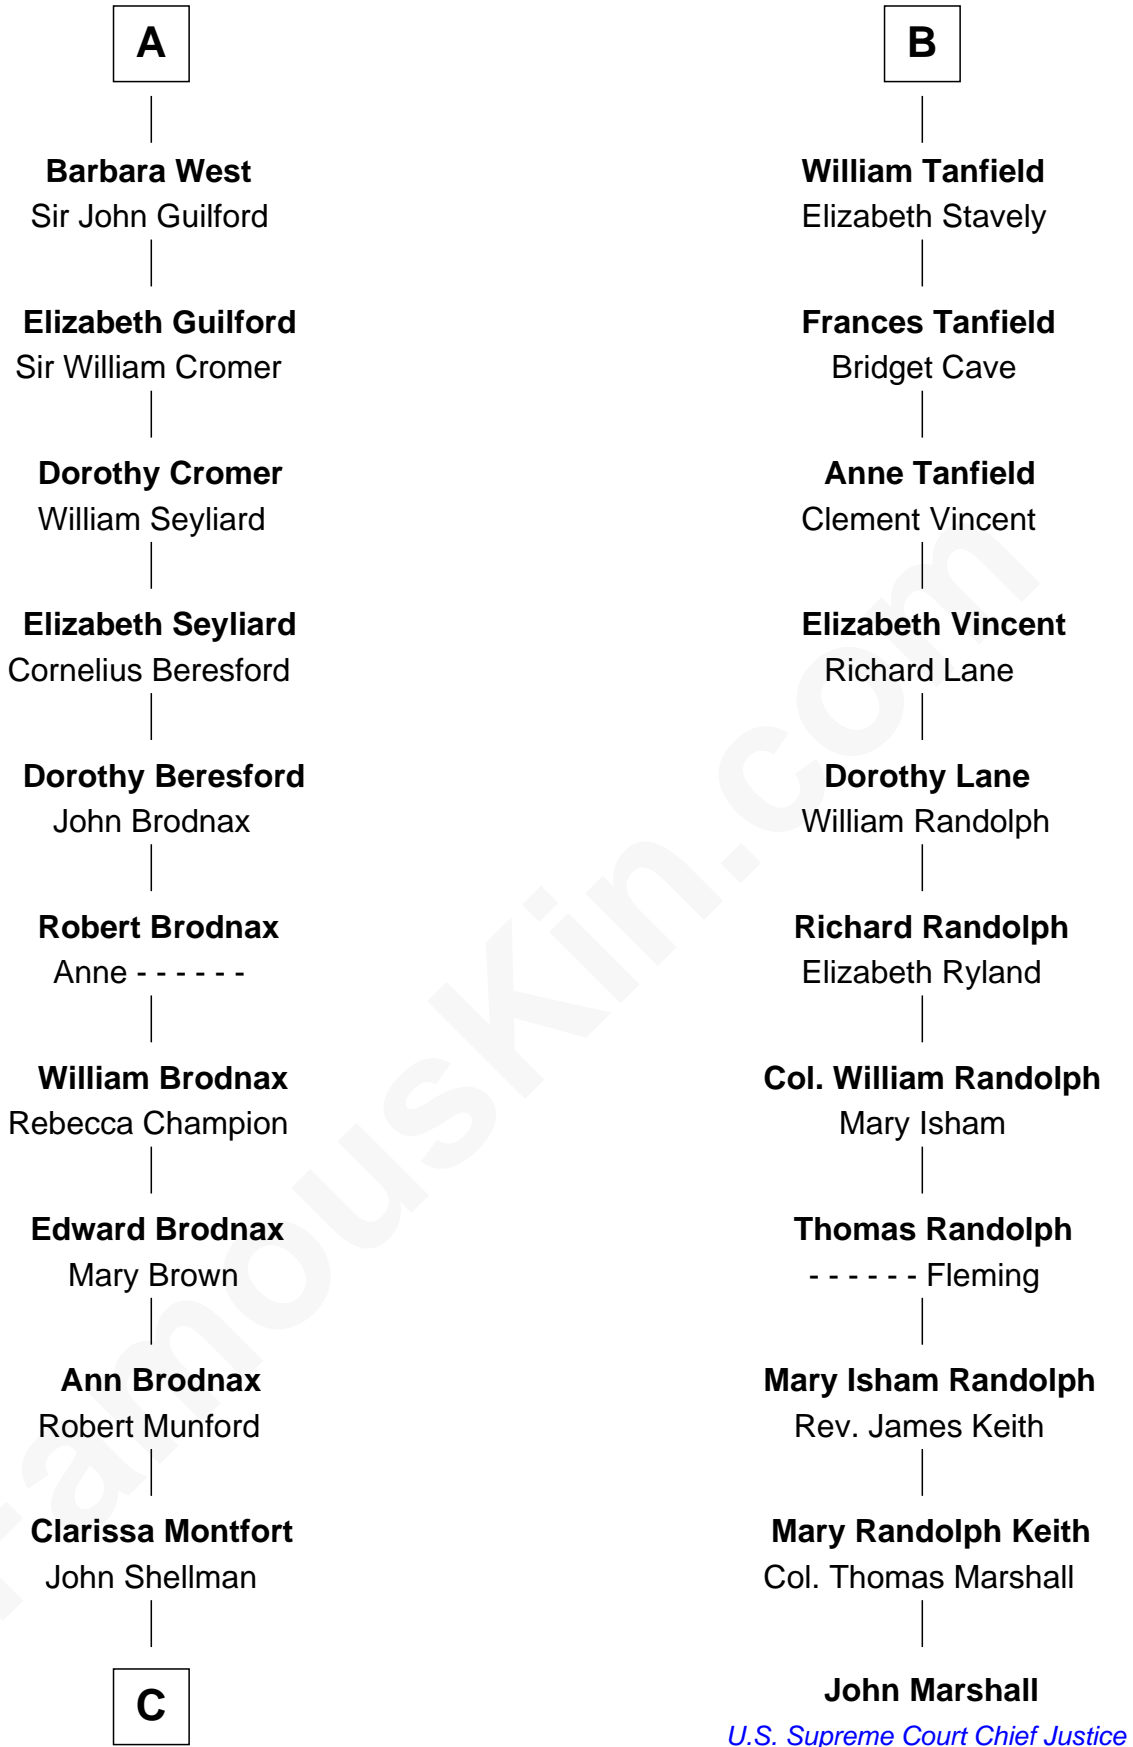 A
Barbara West
Sir John Guilford
Elizabeth Guilford
Sir William Cromer
Dorothy Cromer
William Seyliard
Elizabeth Seyliard
Cornelius Beresford
Dorothy Beresford
John Brodnax
Robert Brodnax
Anne - - - - - -
William Brodnax
Rebecca Champion
Edward Brodnax
Mary Brown
Ann Brodnax
Robert Munford
Clarissa Montfort
John Shellman
C
B
William Tanfield
Elizabeth Stavely
Frances Tanfield
Bridget Cave
Anne Tanfield
Clement Vincent
Elizabeth Vincent
Richard Lane
Dorothy Lane
William Randolph
Richard Randolph
Elizabeth Ryland
Col. William Randolph
Mary Isham
Thomas Randolph
- - - - - - Fleming
Mary Isham Randolph
Rev. James Keith
Mary Randolph Keith
Col. Thomas Marshall
John Marshall
U.S. Supreme Court Chief Justice
FamousKin.com